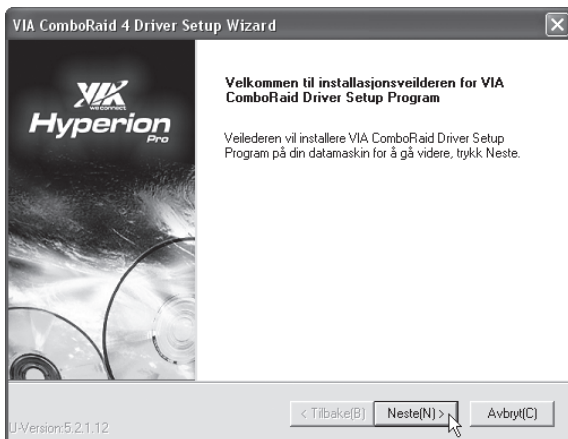 VIA ComboRaid 4 Driver Setup Wizard
VIA
we connect
Hyperion
Pro
Velkommen til installasjonsveilderen for VIA
ComboRaid Driver Setup Program
Veilederen vil installere VIA ComboRaid Driver Setup
Program på din datamaskin for å gå videre, trykk Neste.
U-Version:5.2.1.12
< Tilbake(B) Neste(N) > Avbryt(C)